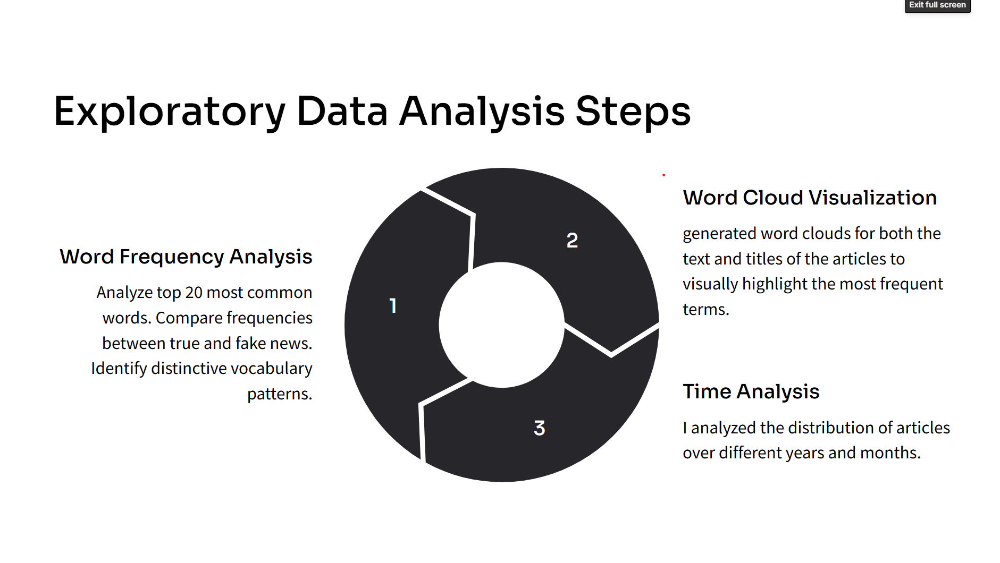 Exit full screen
Exploratory Data Analysis Steps
Word Frequency Analysis
Analyze top 20 most common
words. Compare frequencies
between true and fake news.
Identify distinctive vocabulary
patterns.
1
2
3
Word Cloud Visualization
generated word clouds for both the
text and titles of the articles to
visually highlight the most frequent
terms.
Time Analysis
I analyzed the distribution of articles
over different years and months.